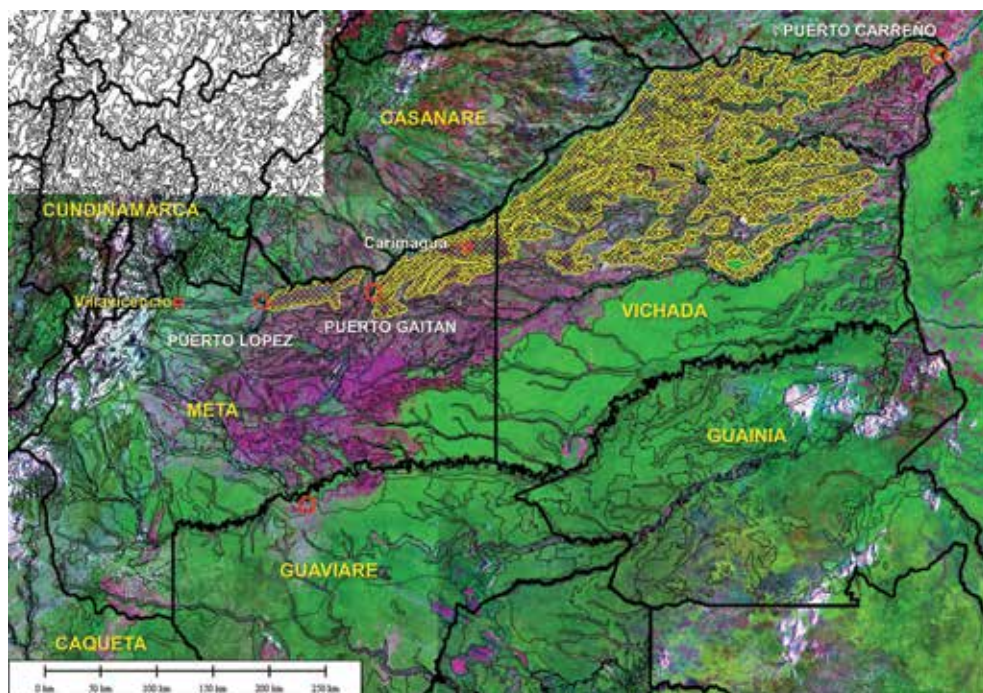 PUERTO CARREÑO
CASANARE
CUNDINAMARCA
Carimagua
Villavicencio
PUERTO GAITAN
PUERTO LOPEZ
VICHADA
META
GUAINIA
GUAVIARE
CAQUETA
0 km 50 km 100 km 150 km 200 km 250 km